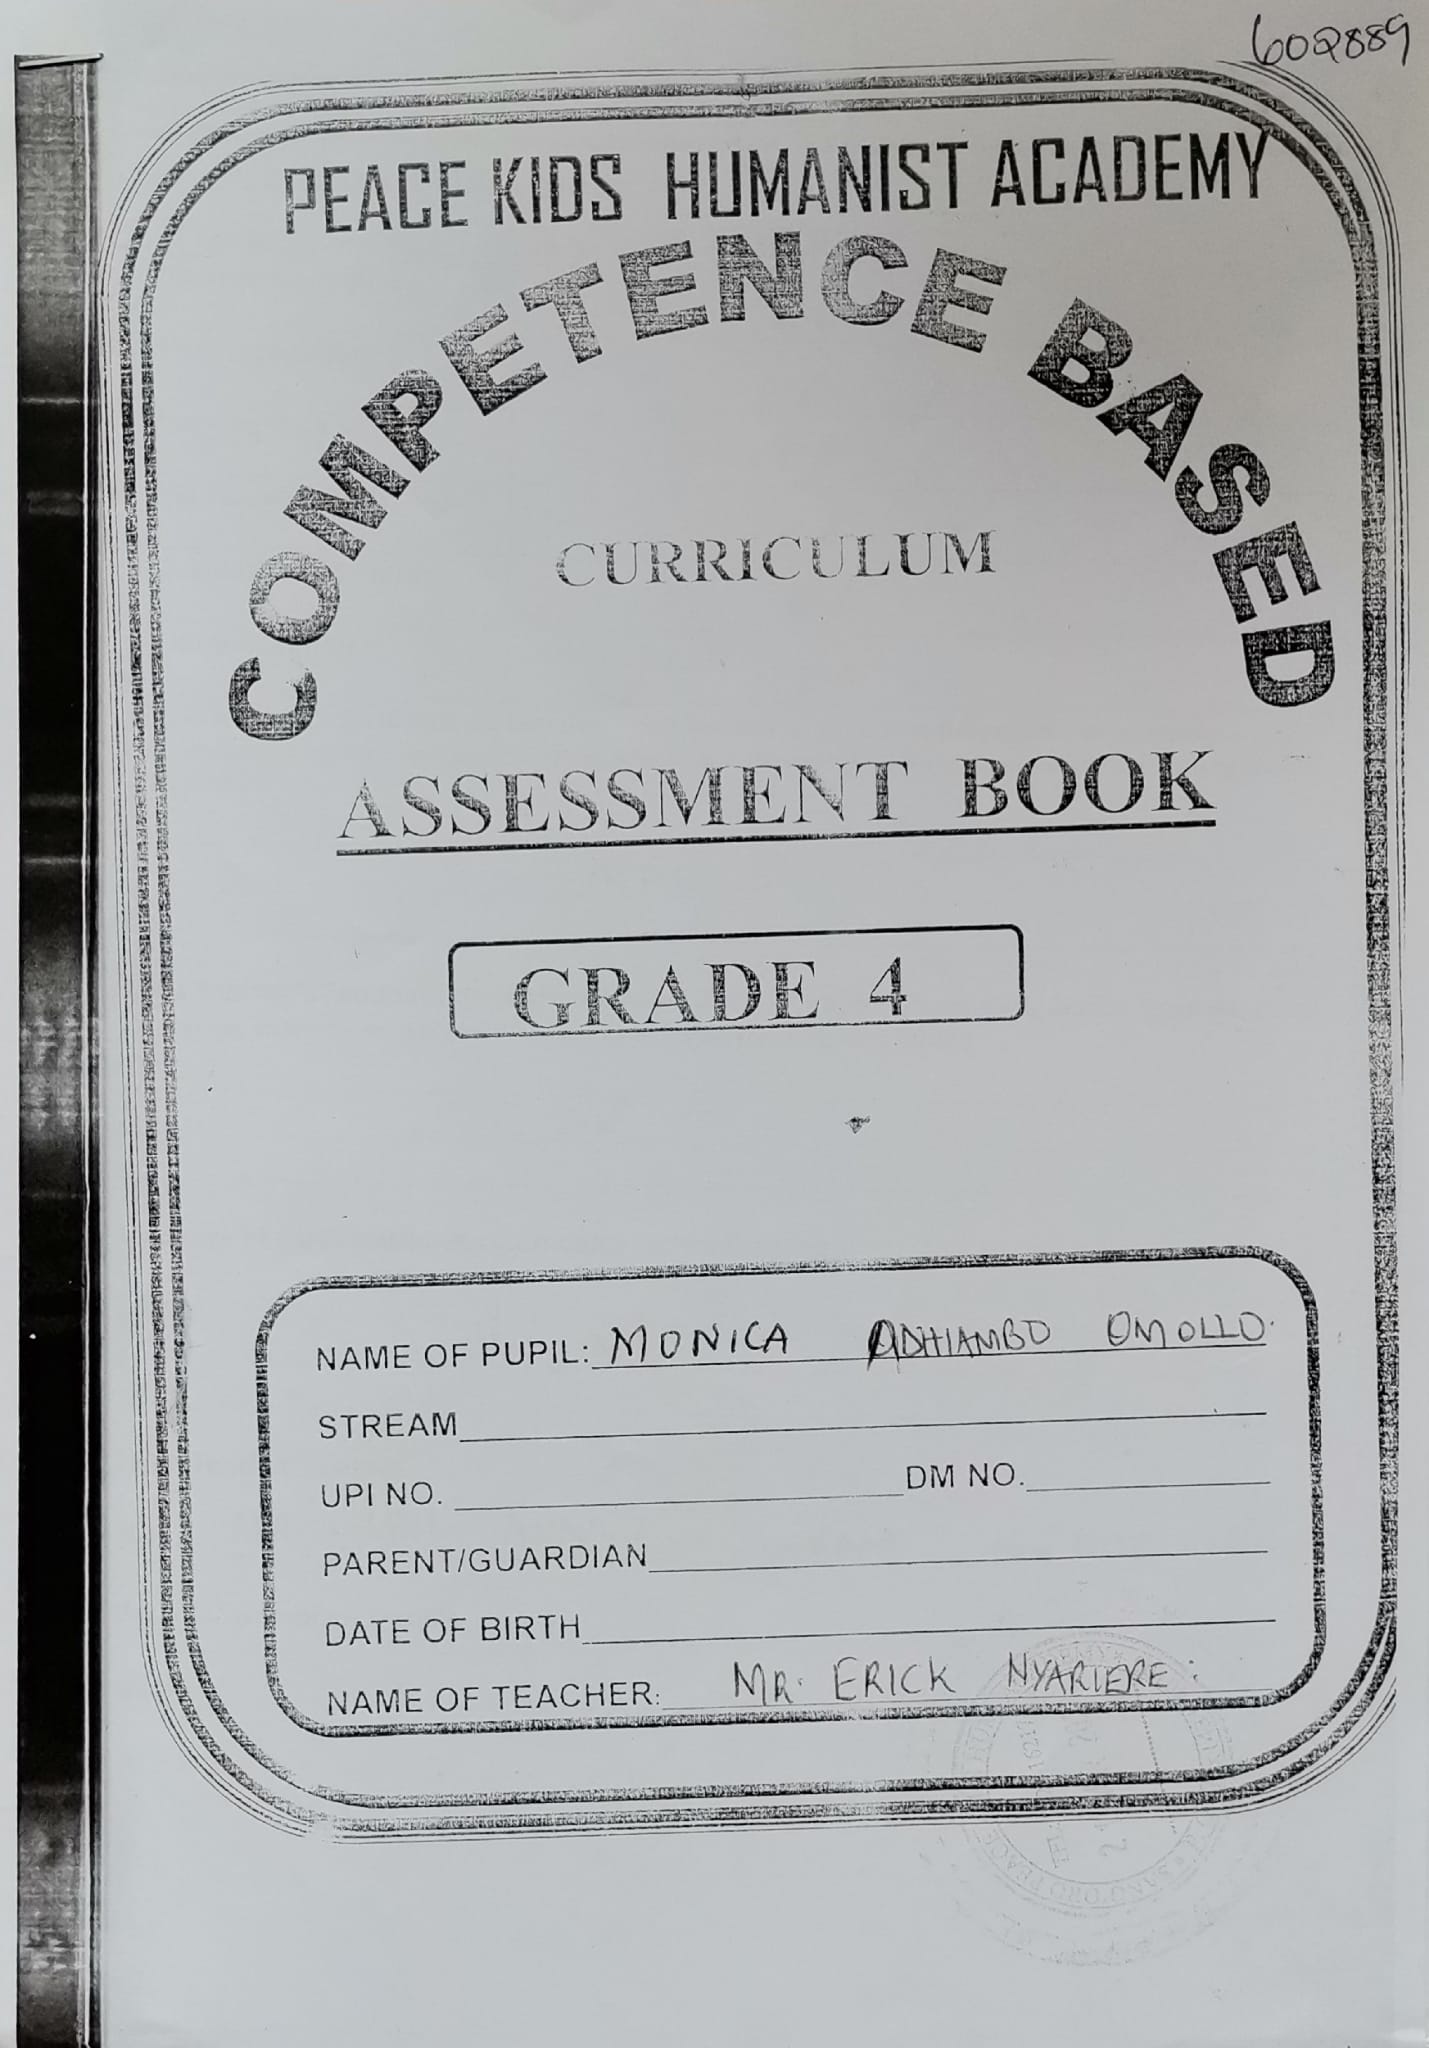 602889
PEACE KIDS HUMANIST ACADEMY
COMPETENCE BASED
CURRICULUM
ASSESSMENT BOOK
GRADE 4
NAME OF PUPIL: MONICA ADHIAMBO OMOLLO.
STREAM
UPI NO. DM NO.
PARENT/GUARDIAN
DATE OF BIRTH
NAME OF TEACHER: MR. ERICK NYARIERE: